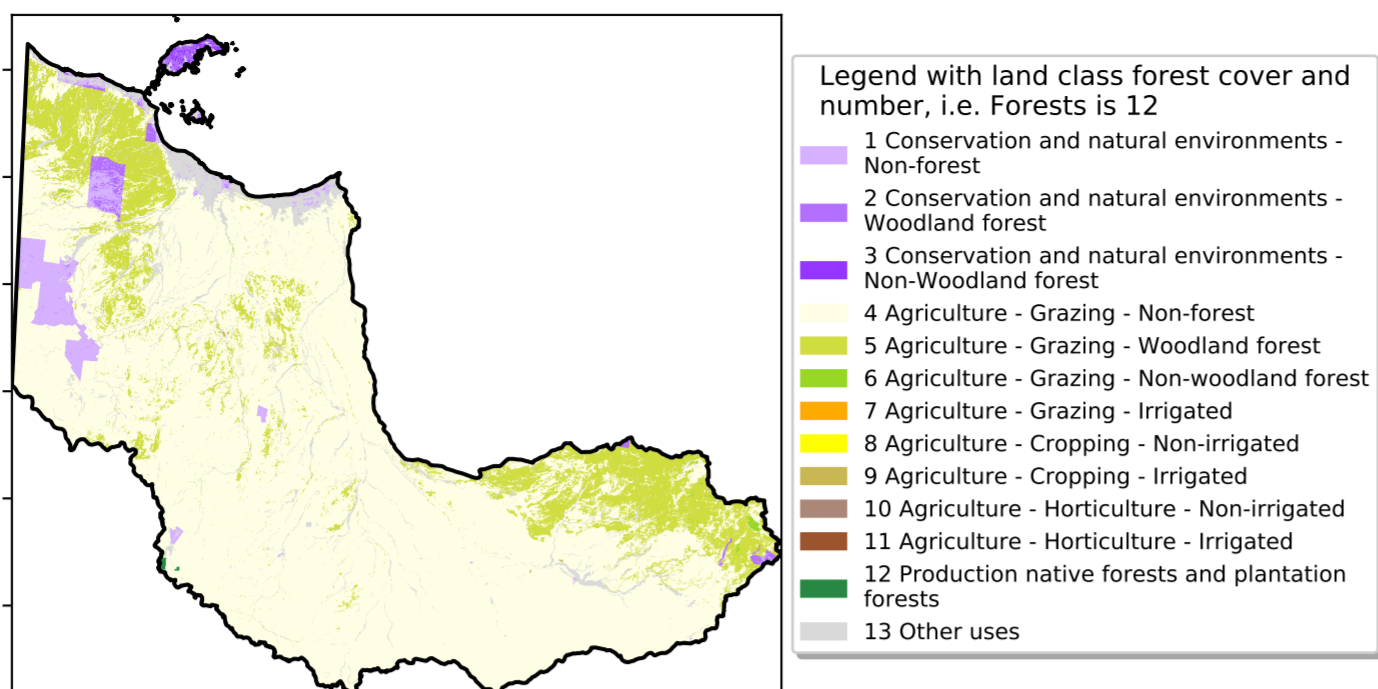 Legend with land class forest cover and
number, i.e. Forests is 12
1 Conservation and natural environments -
Non-forest
2 Conservation and natural environments -
Woodland forest
3 Conservation and natural environments -
Non-Woodland forest
4 Agriculture - Grazing - Non-forest
5 Agriculture - Grazing - Woodland forest
6 Agriculture - Grazing - Non-woodland forest
7 Agriculture - Grazing - Irrigated
8 Agriculture - Cropping - Non-irrigated
9 Agriculture - Cropping - Irrigated
10 Agriculture - Horticulture - Non-irrigated
11 Agriculture - Horticulture - Irrigated
12 Production native forests and plantation
forests
13 Other uses